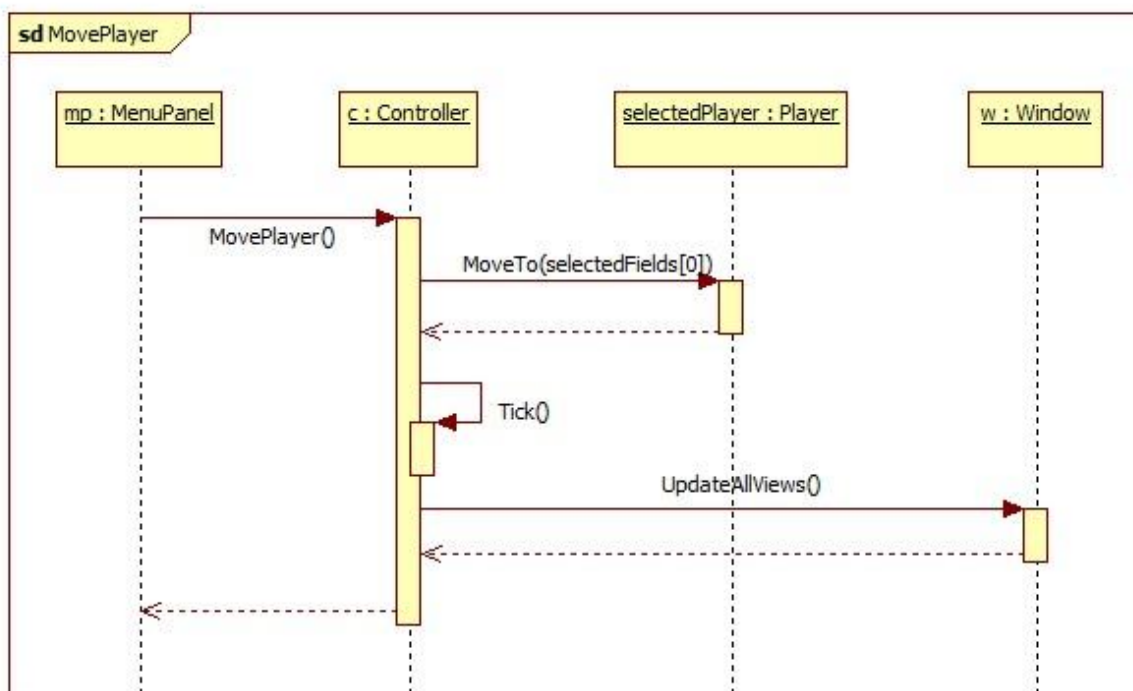 sd MovePlayer
mp : MenuPanel
c : Controller
selectedPlayer : Player
w : Window
MovePlayer()
MoveTo(selectedFields[0])
Tick()
UpdateAllViews()